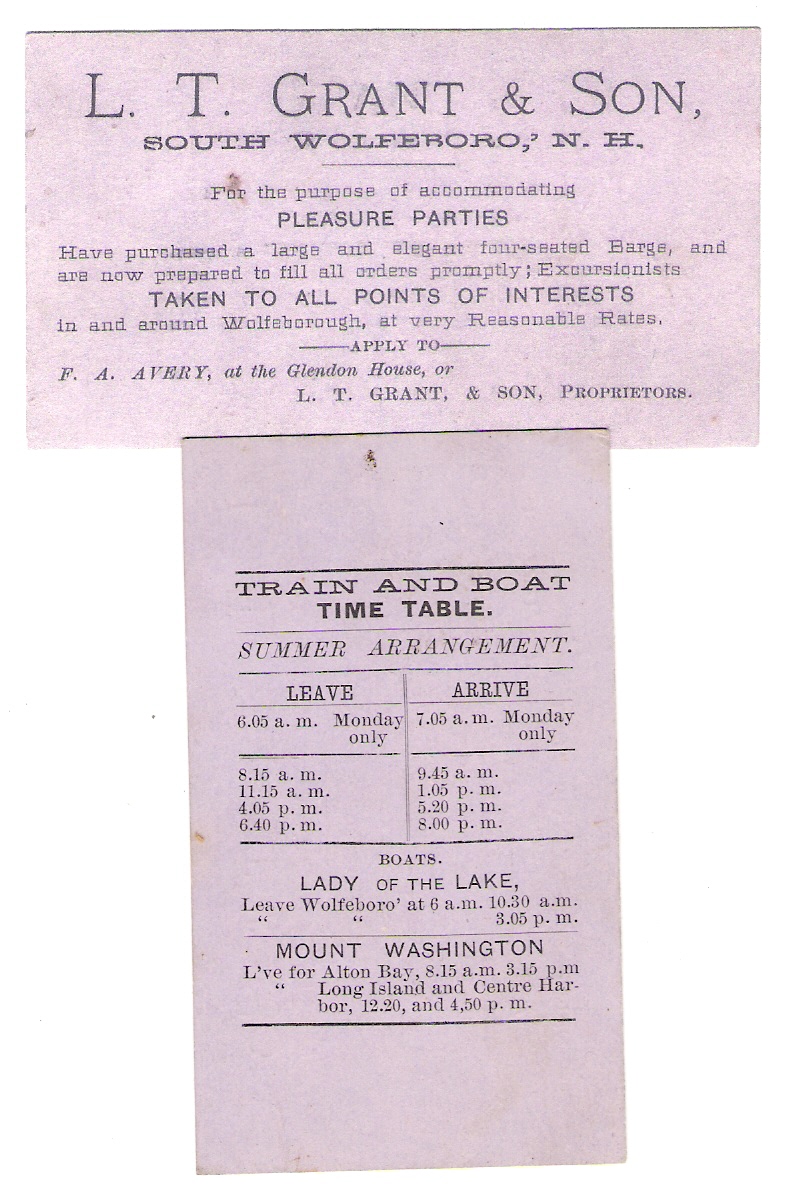 L. T. GRANT & SON,
SOUTH WOLFEBORO,' N. H.
For the purpose of accommodating
PLEASURE PARTIES
Have purchased a large and elegant four-seated Barge, and
are now prepared to fill all orders promptly; Excursionists
TAKEN TO ALL POINTS OF INTERESTS
in and around Wolfeborough, at very Reasonable Rates.
APPLY TO
F. A. AVERY, at the Glendon House, or
L. T. GRANT, & SON, PROPRIETORS.
TRAIN AND BOAT
TIME TABLE.
SUMMER ARRANGEMENT.
LEAVE ARRIVE
6.05 a. m. Monday 7.05 a. m. Monday
only only
8.15 a. m. 9.45 a. m.
11.15 a. m. 1.05 p. m.
4.05 p. m. 5.20 p. m.
6.40 p. m. 8.00 p. m.
BOATS.
LADY OF THE LAKE,
Leave Wolfeboro' at 6 a.m. 10.30 a.m.
“ “ 3.05 p. m.
MOUNT WASHINGTON
L've for Alton Bay, 8.15 a.m. 3.15 p.m
“ Long Island and Centre Har-
bor, 12.20, and 4,50 p. m.